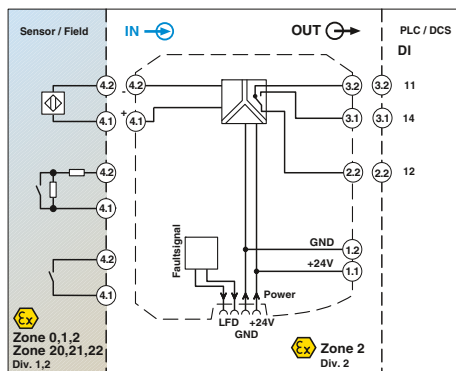 Sensor / Field
IN
OUT
PLC / DCS
DI
4.2
-
4.2
3.2
3.2
11
4.1
+
4.1
3.1
3.1
14
4.2
2.2
2.2
12
4.1
4.2
GND
1.2
+24V
1.1
4.1
Faultsignal
Power
LFD
+24V
GND
Ex
Zone 0,1,2
Zone 20,21,22
Div. 1,2
Ex
Zone 2
Div. 2